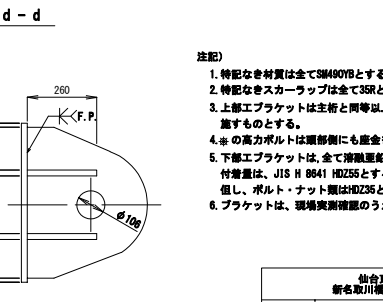 d - d
260
F.P.
φ106
注記)
1. 特記なき材質は全てSM490YBとする
2. 特記なきスカーラップは全て35Rと
3. 上部工ブラケットは主桁と同等以上
施すものとする。
4. ※ の高力ボルトは頭部側にも座金を
5. 下部工ブラケットは、全て溶融亜鉛
付着量は、JIS H 8641 HDZ55とす
但し、ボルト・ナット類はHDZ35と
6. ブラケットは、現場実測確認のう
仙台
新名取川橋